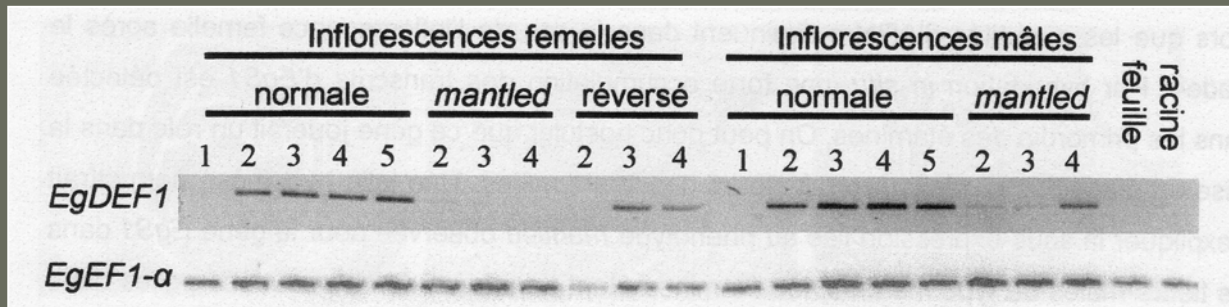 Inflorescences femelles Inflorescences mâles
feuille
racine
normale mantled réversé normale mantled
1 2 3 4 5 2 3 4 2 3 4 1 2 3 4 5 2 3 4
EgDEF1
EgEF1-α